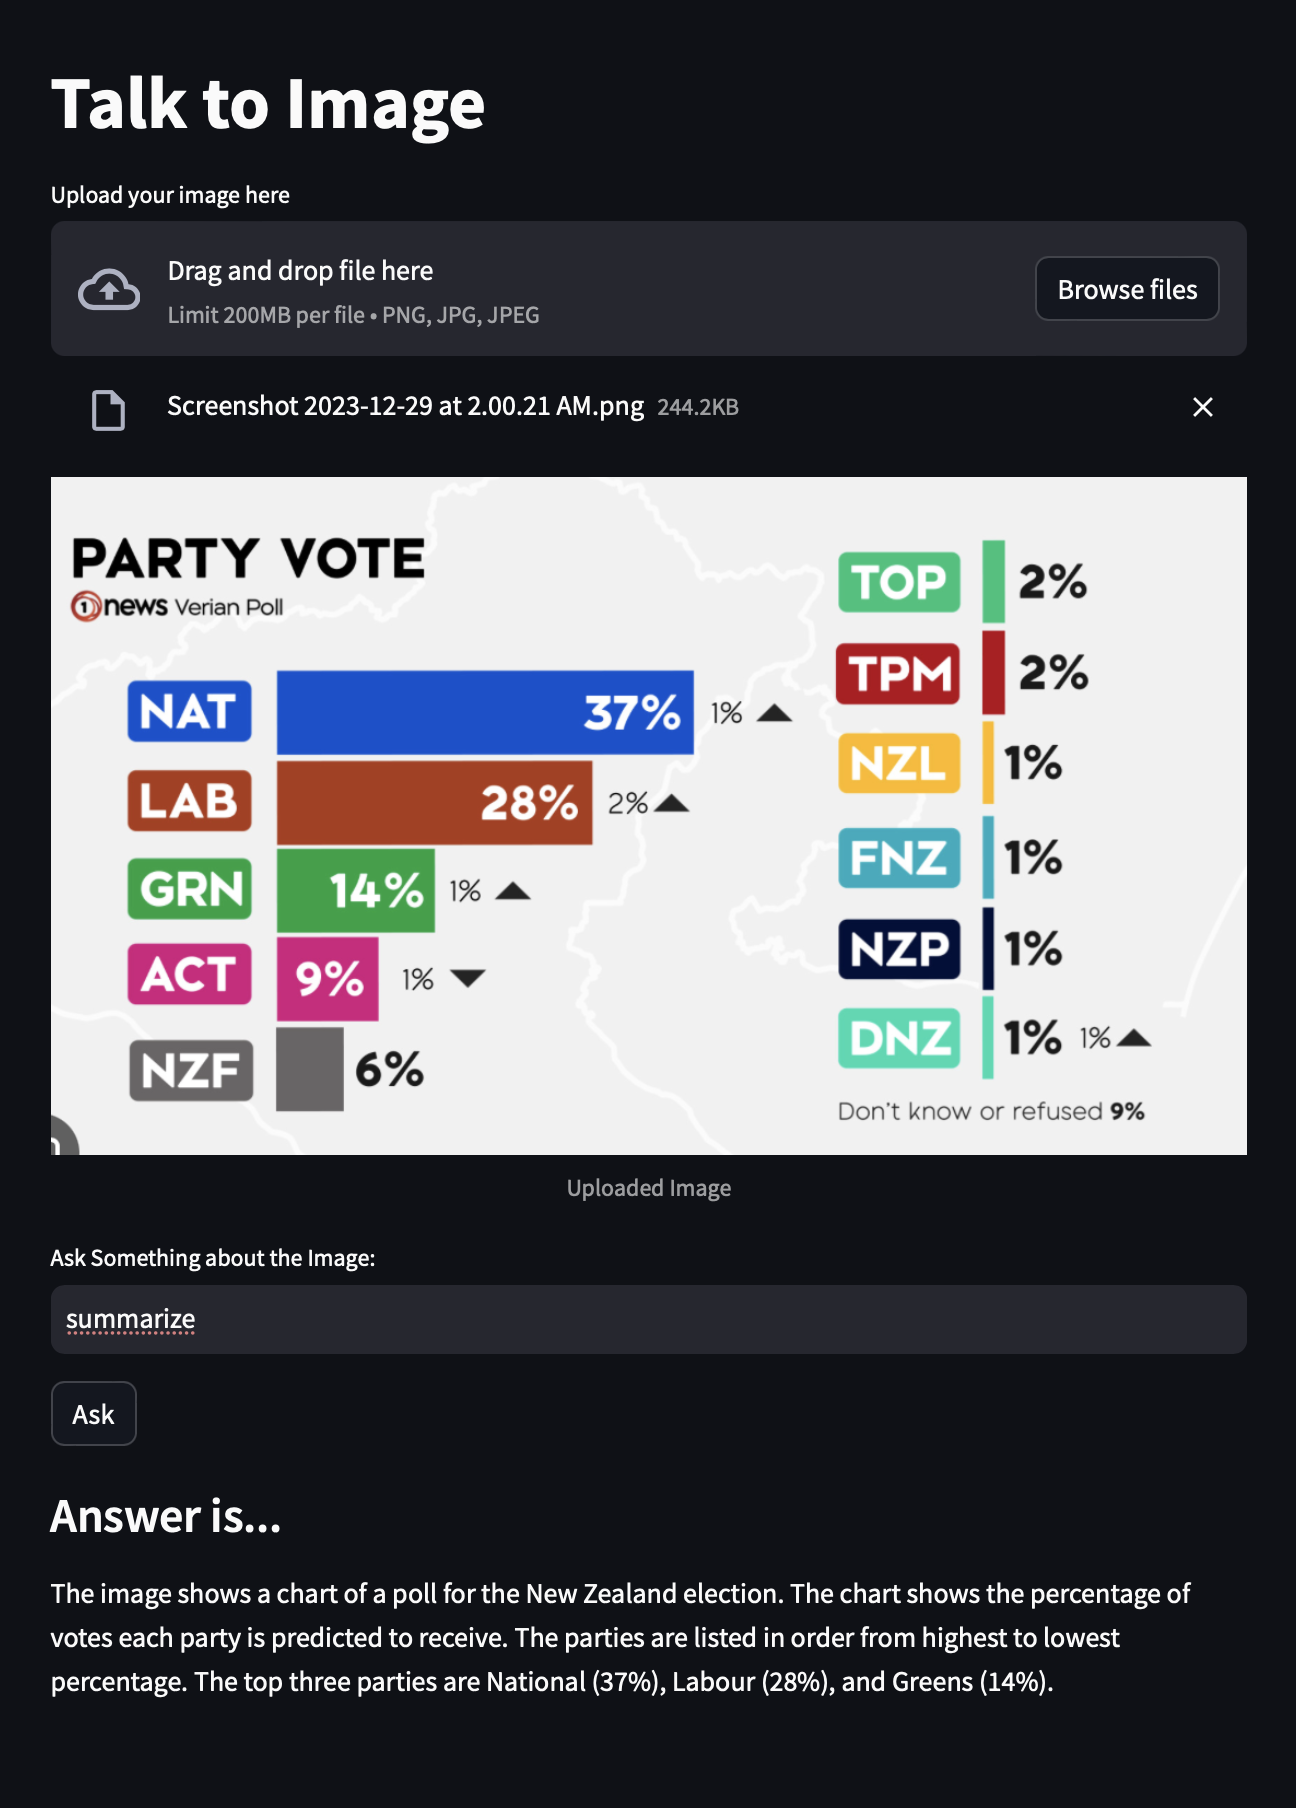 Talk to Image
Upload your image here
Drag and drop file here
Limit 200MB per file • PNG, JPG, JPEG
Browse files
Screenshot 2023-12-29 at 2.00.21 AM.png 244.2KB
PARTY VOTE
1 news Verian Poll
NAT 37% 1% ▲
LAB 28% 2% ▲
GRN 14% 1% ▲
ACT 9% 1% ▼
NZF 6%
TOP 2%
TPM 2%
NZL 1%
FNZ 1%
NZP 1%
DNZ 1% 1% ▲
Don't know or refused 9%
Uploaded Image
Ask Something about the Image:
summarize
Ask
Answer is...
The image shows a chart of a poll for the New Zealand election. The chart shows the percentage of
votes each party is predicted to receive. The parties are listed in order from highest to lowest
percentage. The top three parties are National (37%), Labour (28%), and Greens (14%).